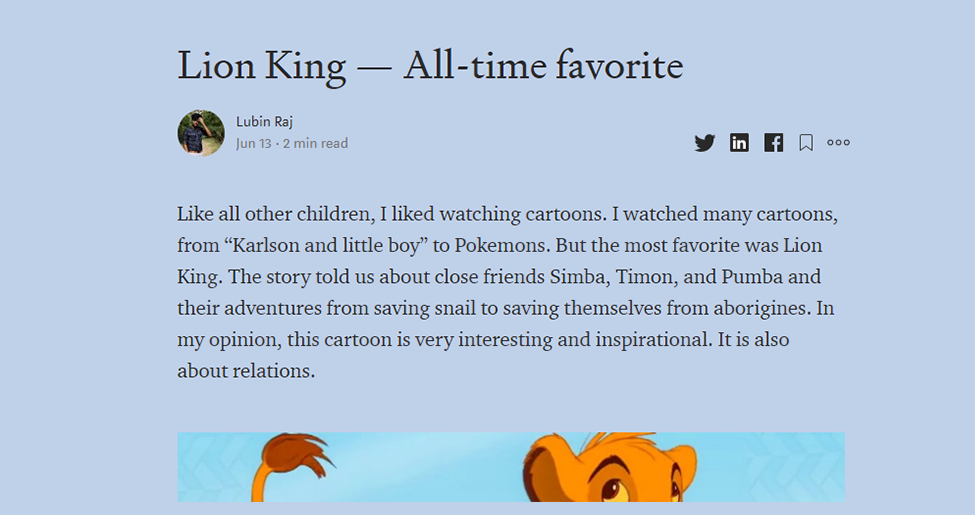 Lion King — All-time favorite
Lubin Raj
Jun 13 · 2 min read
Like all other children, I liked watching cartoons. I watched many cartoons,
from “Karlson and little boy” to Pokemons. But the most favorite was Lion
King. The story told us about close friends Simba, Timon, and Pumba and
their adventures from saving snail to saving themselves from aborigines. In
my opinion, this cartoon is very interesting and inspirational. It is also
about relations.